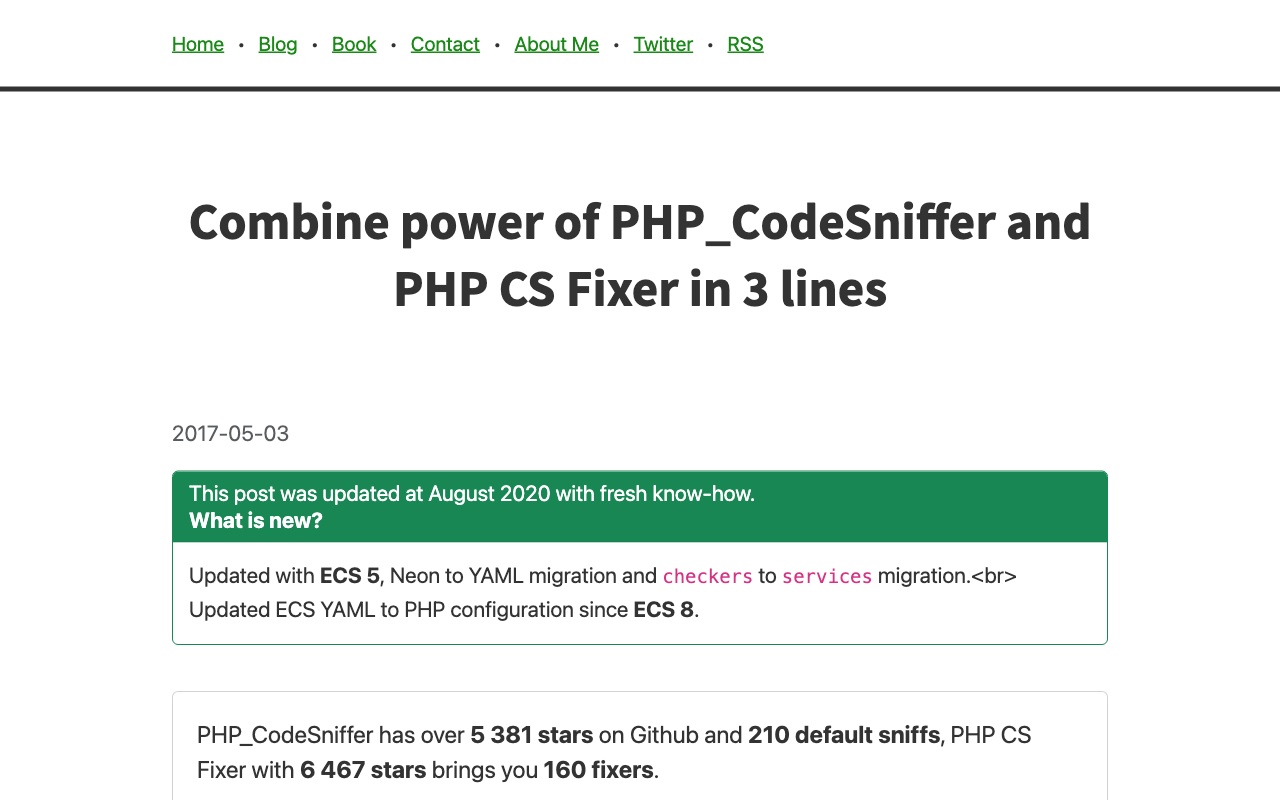 Home • Blog • Book • Contact • About Me • Twitter • RSS
Combine power of PHP_CodeSniffer and
PHP CS Fixer in 3 lines
2017-05-03
This post was updated at August 2020 with fresh know-how.
What is new?
Updated with ECS 5, Neon to YAML migration and checkers to services migration.<br>
Updated ECS YAML to PHP configuration since ECS 8.
PHP_CodeSniffer has over 5 381 stars on Github and 210 default sniffs, PHP CS
Fixer with 6 467 stars brings you 160 fixers.